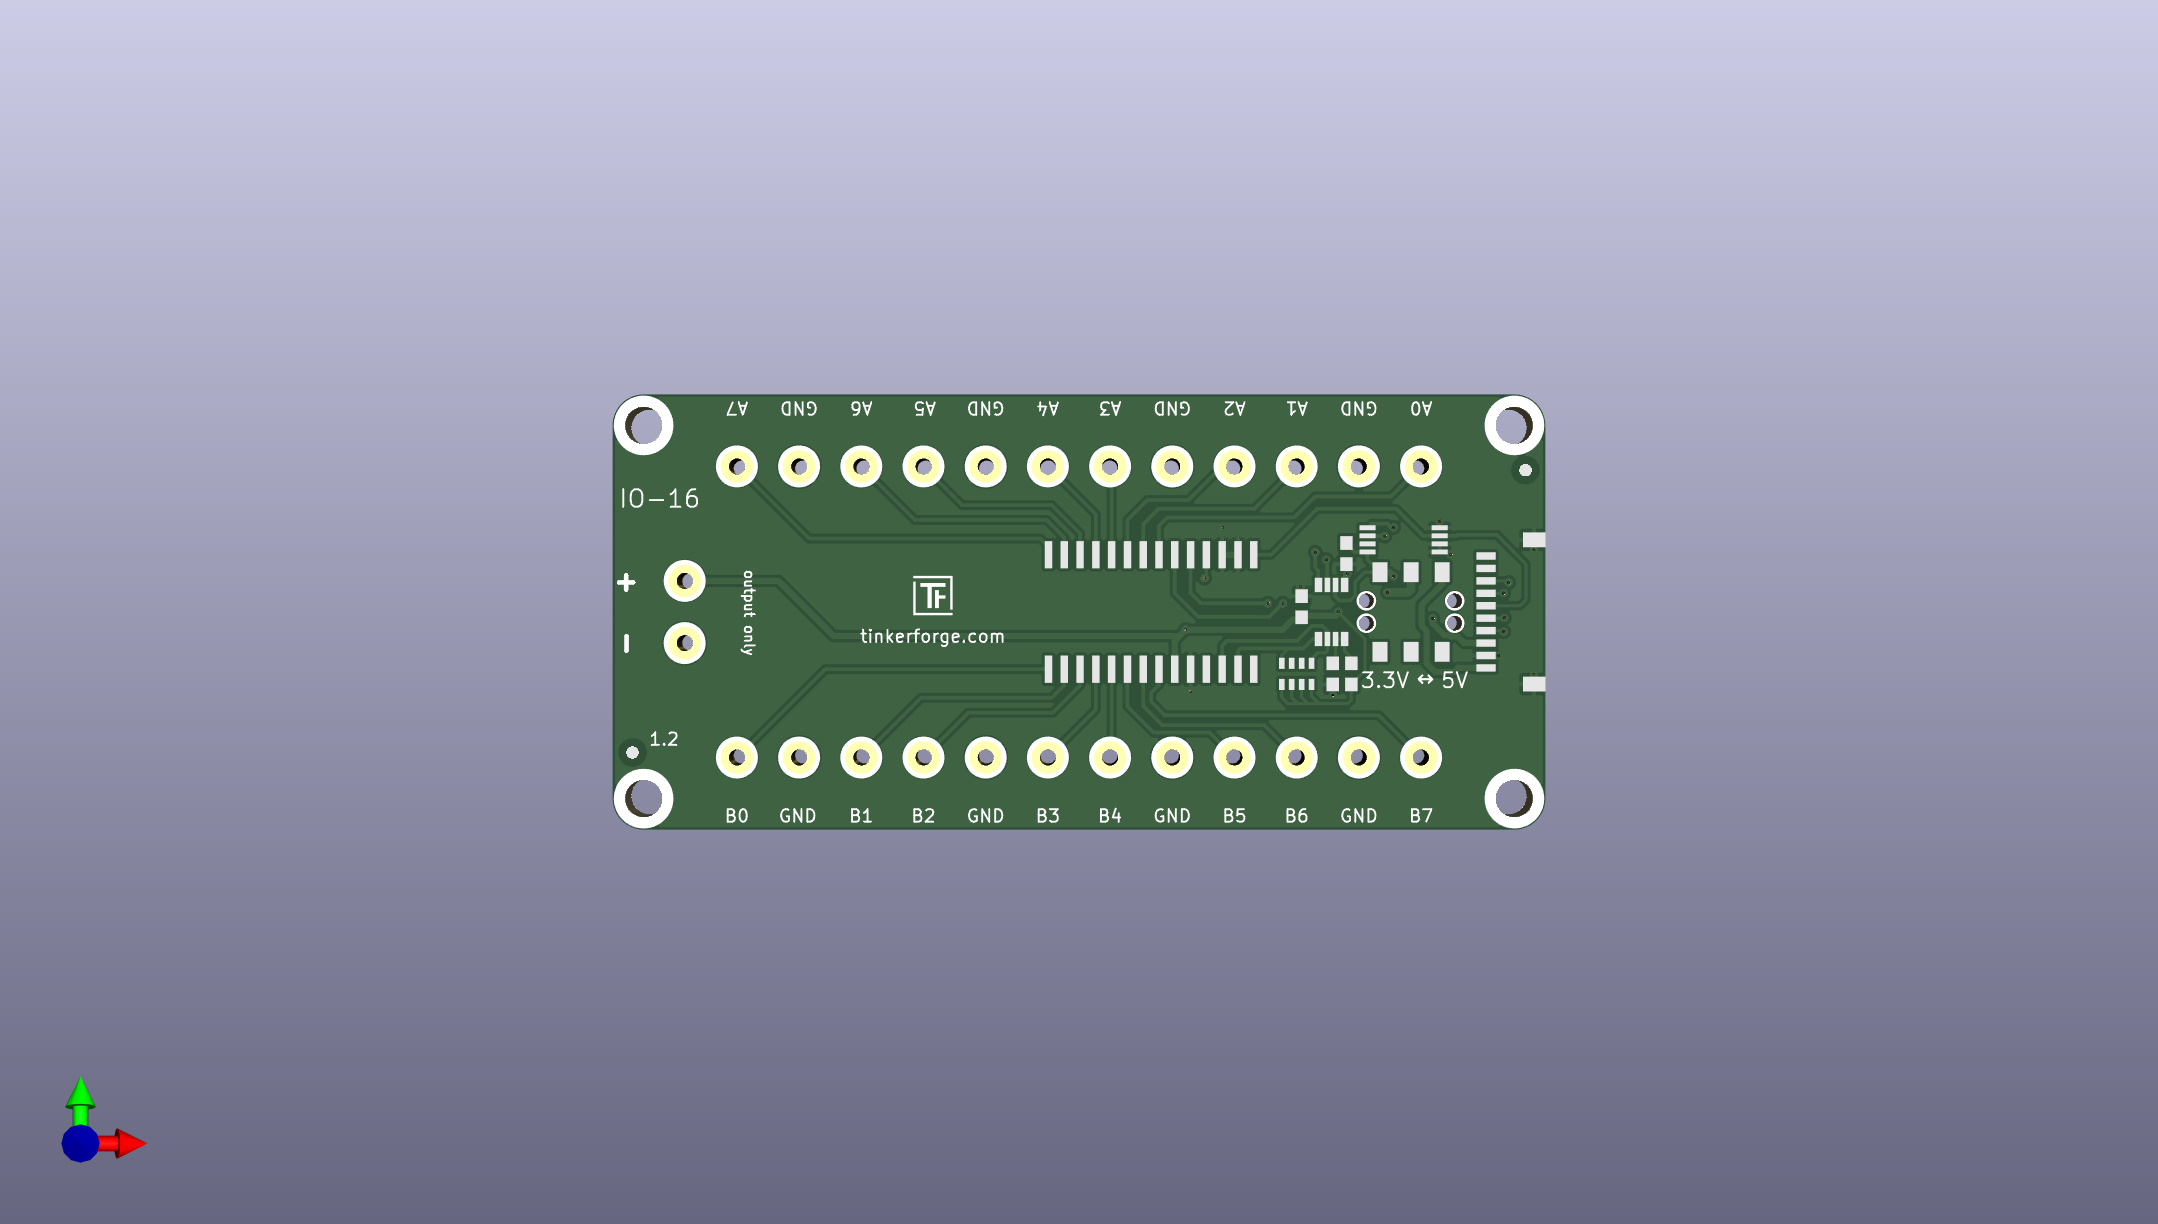 A7 GND A6 A5 GND A4 A3 GND A2 A1 GND A0
IO-16
+
output only
-
TF
tinkerforge.com
3.3V ↔ 5V
1.2
B0 GND B1 B2 GND B3 B4 GND B5 B6 GND B7